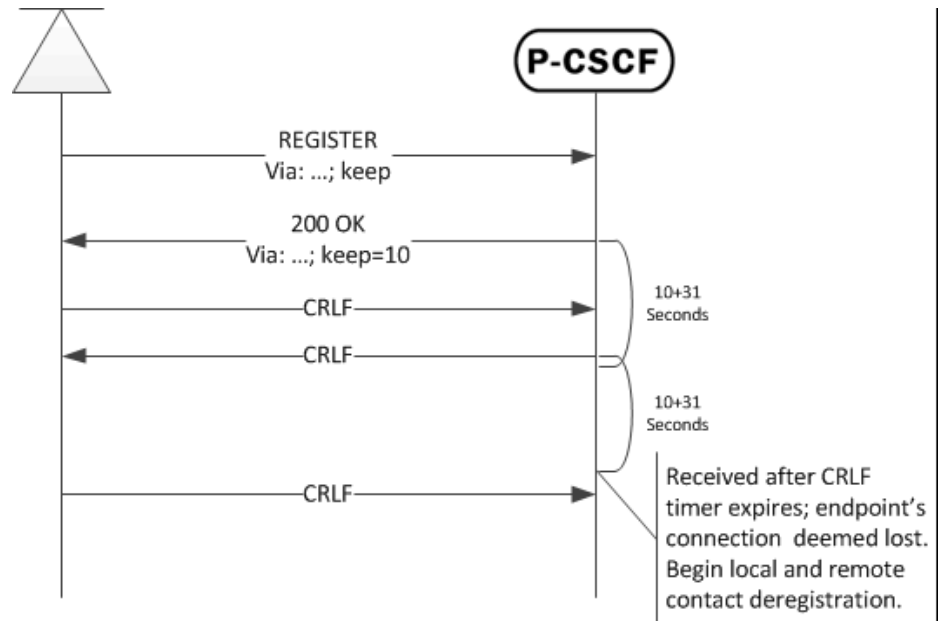 P-CSCF
REGISTER
Via: ...; keep
200 OK
Via: ...; keep=10
10+31
Seconds
CRLF
CRLF
10+31
Seconds
CRLF
Received after CRLF
timer expires; endpoint's
connection deemed lost.
Begin local and remote
contact deregistration.